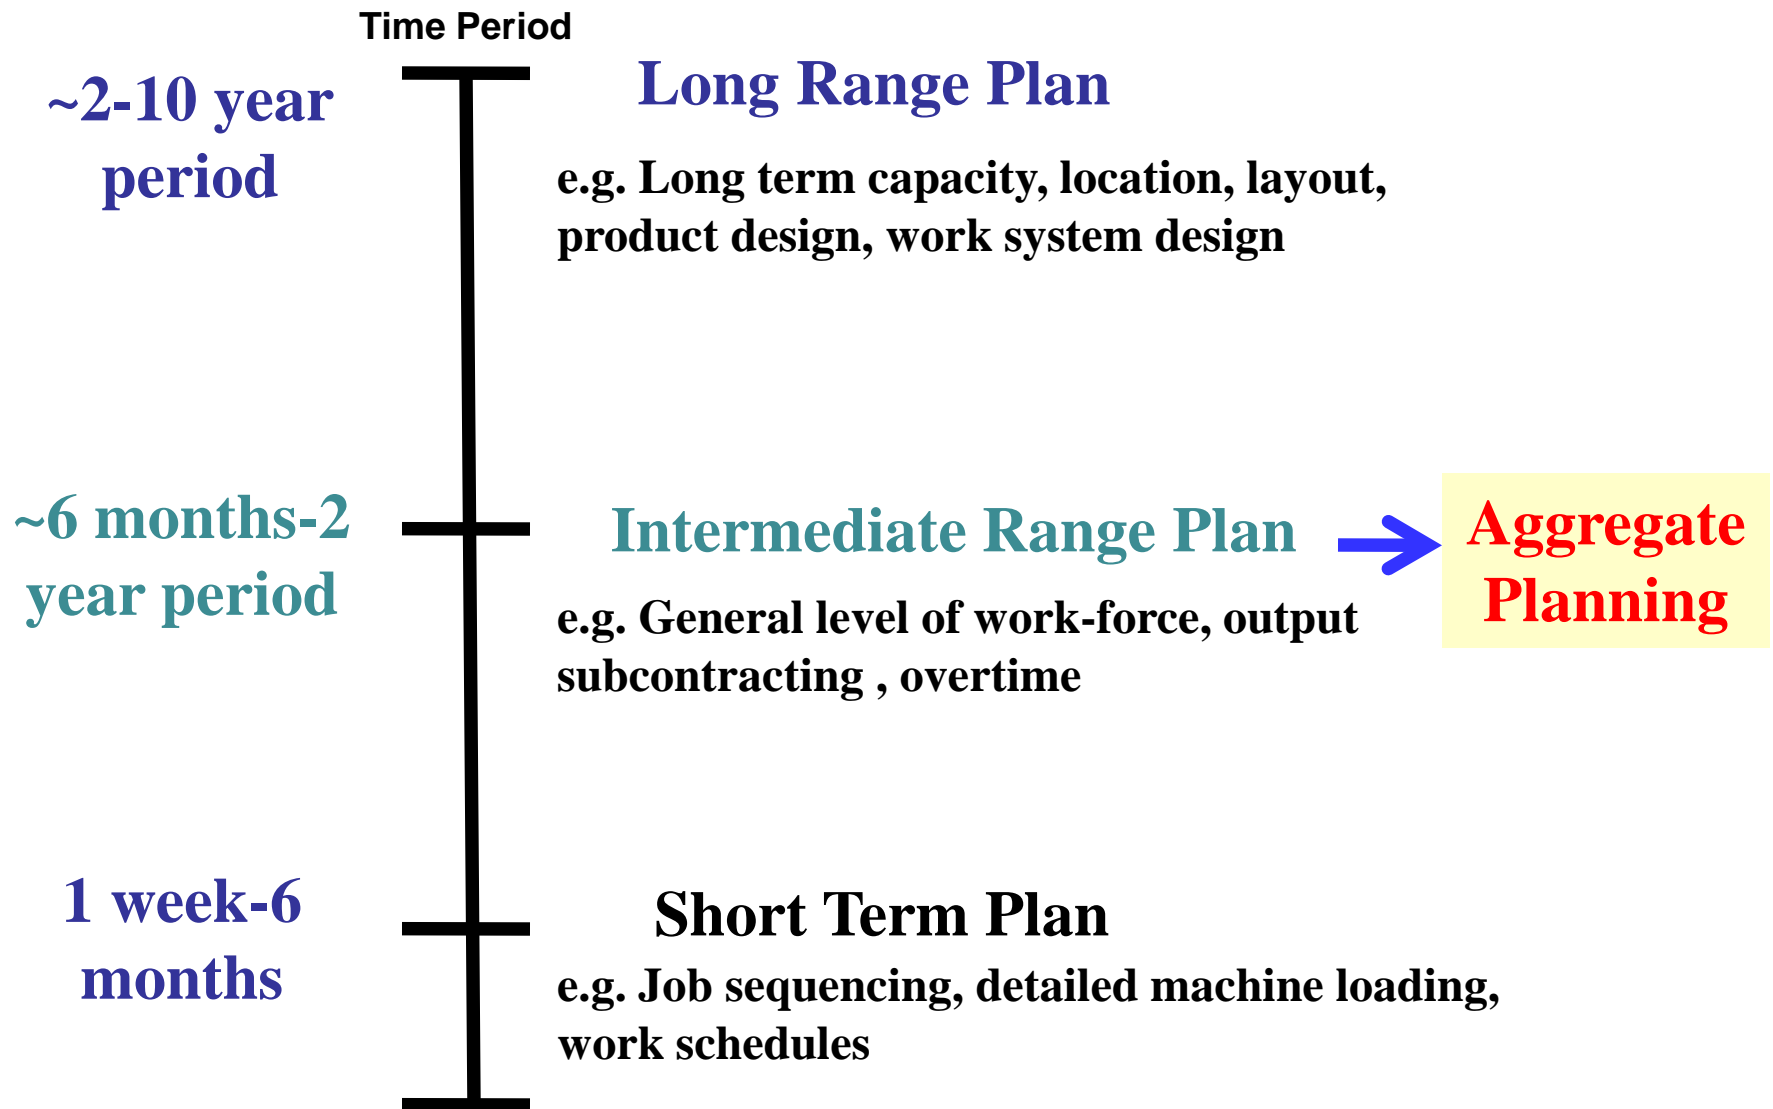 Time Period
~2-10 year
period
Long Range Plan
e.g. Long term capacity, location, layout,
product design, work system design
~6 months-2
year period
Intermediate Range Plan
Aggregate
Planning
e.g. General level of work-force, output
subcontracting , overtime
1 week-6
months
Short Term Plan
e.g. Job sequencing, detailed machine loading,
work schedules